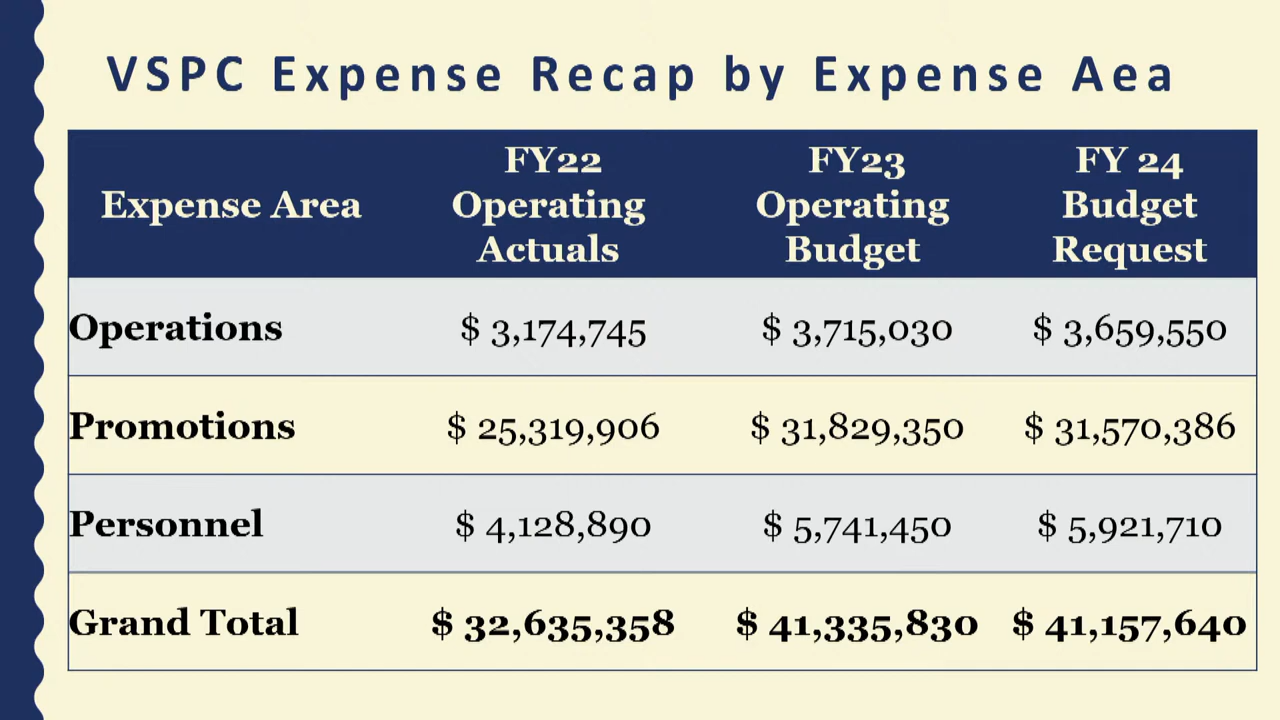 VSPC Expense Recap by Expense Aea
Expense Area
FY22 Operating Actuals
FY23 Operating Budget
FY 24 Budget Request
Operations $ 3,174,745 $ 3,715,030 $ 3,659,550
Promotions $ 25,319,906 $ 31,829,350 $ 31,570,386
Personnel $ 4,128,890 $ 5,741,450 $ 5,921,710
Grand Total $ 32,635,358 $ 41,335,830 $ 41,157,640